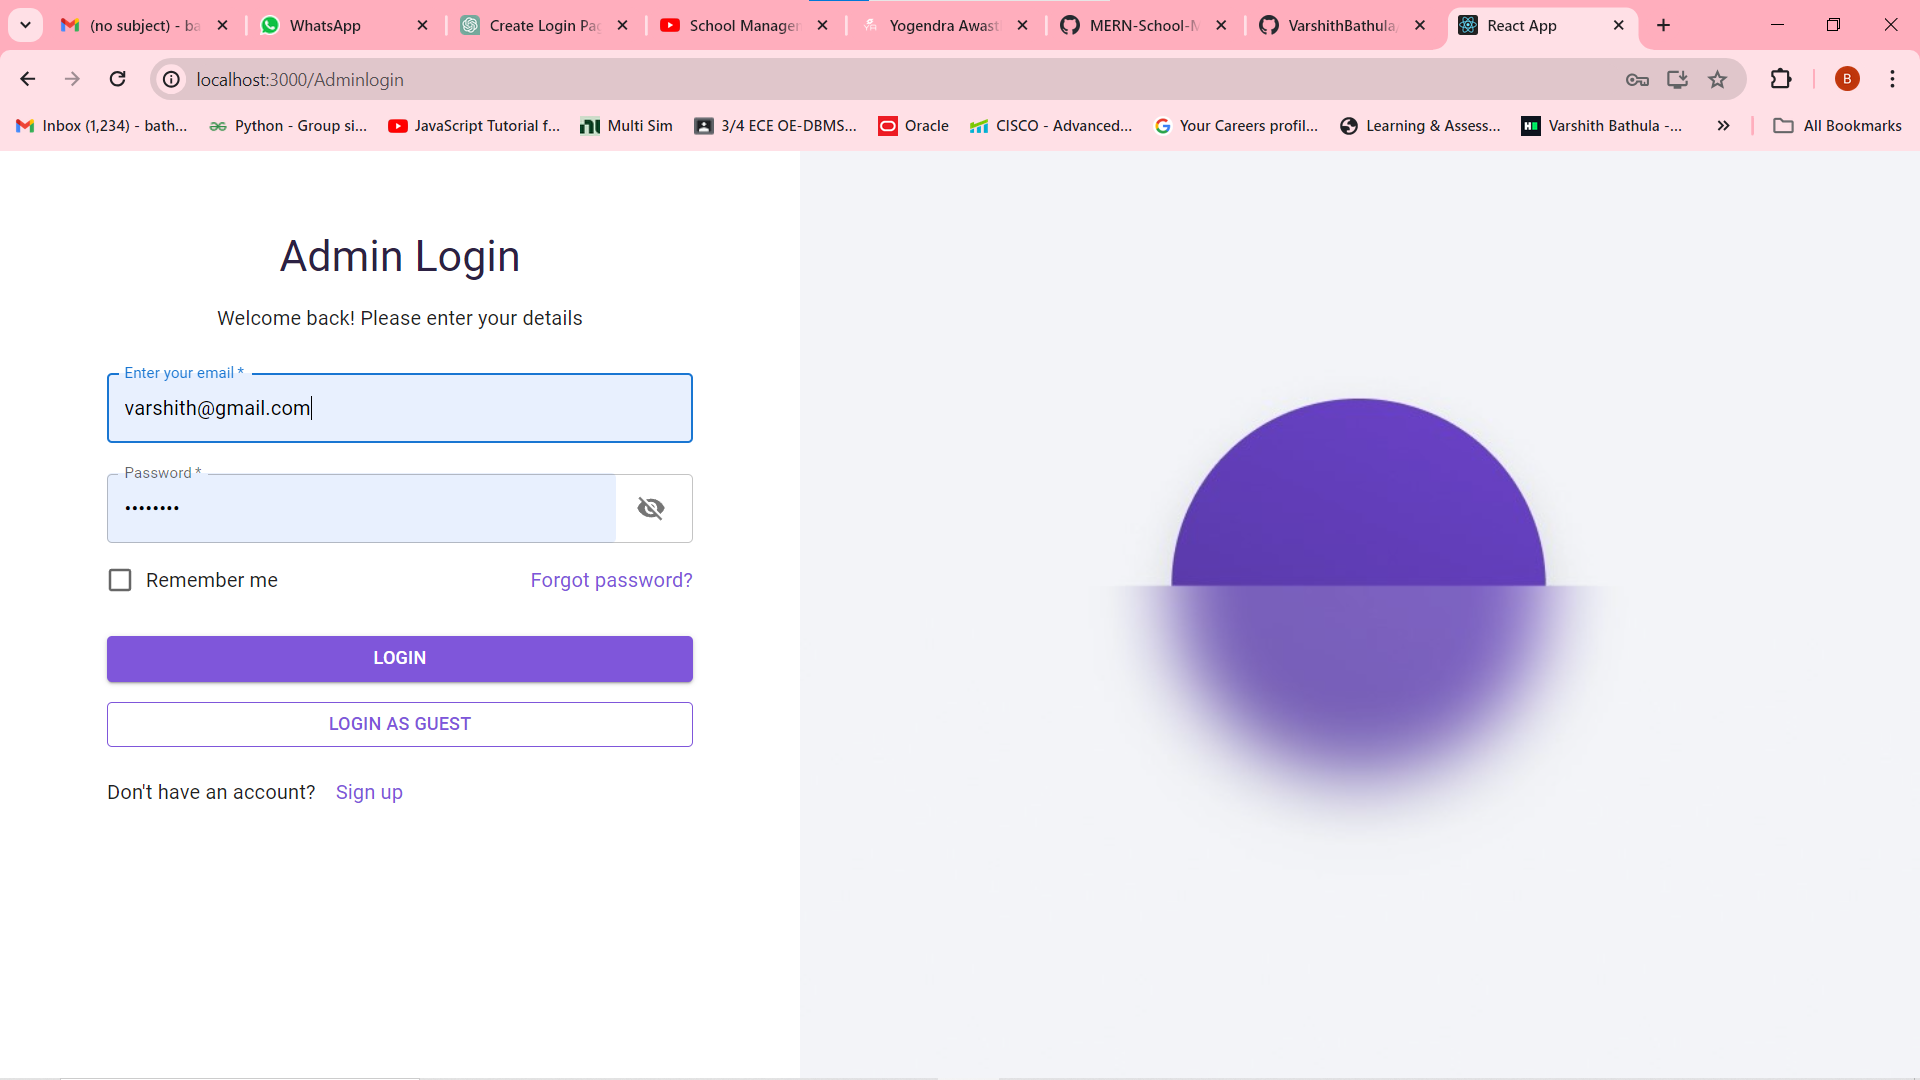 (no subject) - ba
WhatsApp
Create Login Pag
School Manager
Yogendra Awast
MERN-School-M
VarshithBathula/
React App
localhost:3000/Adminlogin
B
Inbox (1,234) - bath...
Python - Group si...
JavaScript Tutorial f...
Multi Sim
3/4 ECE OE-DBMS...
Oracle
CISCO - Advanced...
Your Careers profil...
Learning & Assess...
Varshith Bathula -...
All Bookmarks
Admin Login
Welcome back! Please enter your details
Enter your email *
varshith@gmail.com
Password *
••••••••
Remember me
Forgot password?
LOGIN
LOGIN AS GUEST
Don't have an account? Sign up